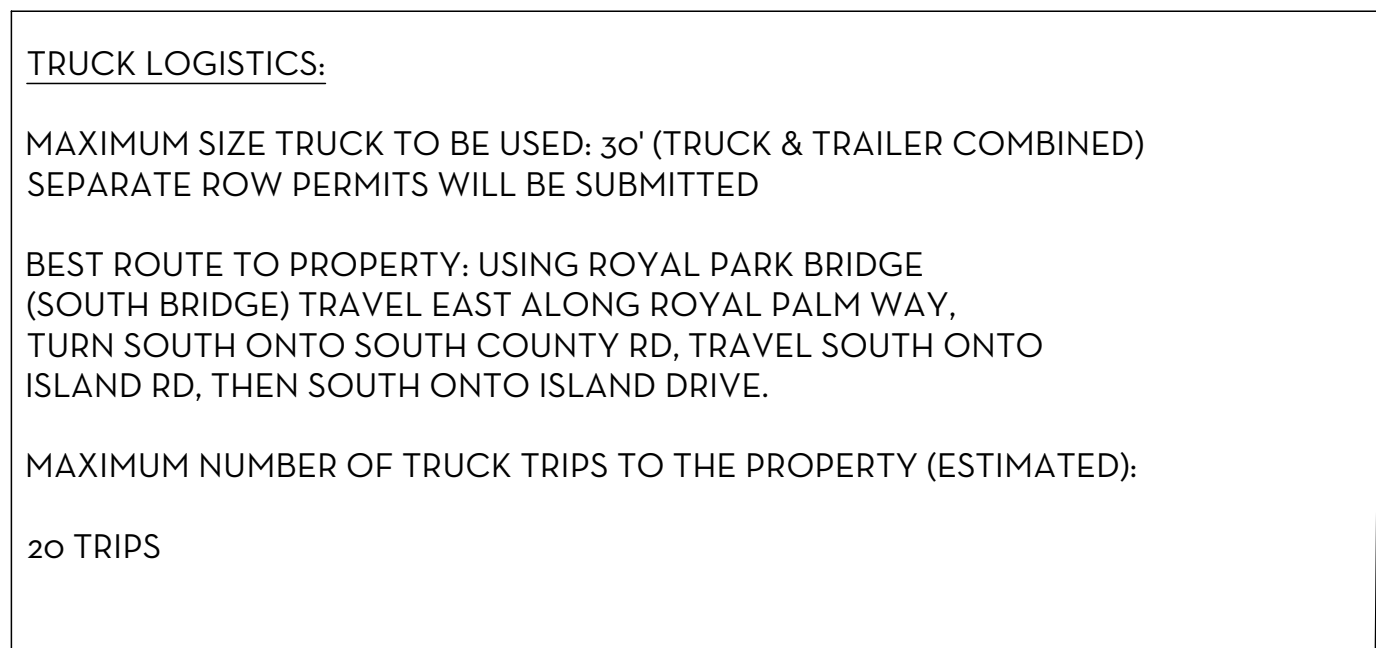 TRUCK LOGISTICS:
MAXIMUM SIZE TRUCK TO BE USED: 30' (TRUCK & TRAILER COMBINED)
SEPARATE ROW PERMITS WILL BE SUBMITTED
BEST ROUTE TO PROPERTY: USING ROYAL PARK BRIDGE
(SOUTH BRIDGE) TRAVEL EAST ALONG ROYAL PALM WAY,
TURN SOUTH ONTO SOUTH COUNTY RD, TRAVEL SOUTH ONTO
ISLAND RD, THEN SOUTH ONTO ISLAND DRIVE.
MAXIMUM NUMBER OF TRUCK TRIPS TO THE PROPERTY (ESTIMATED):
20 TRIPS